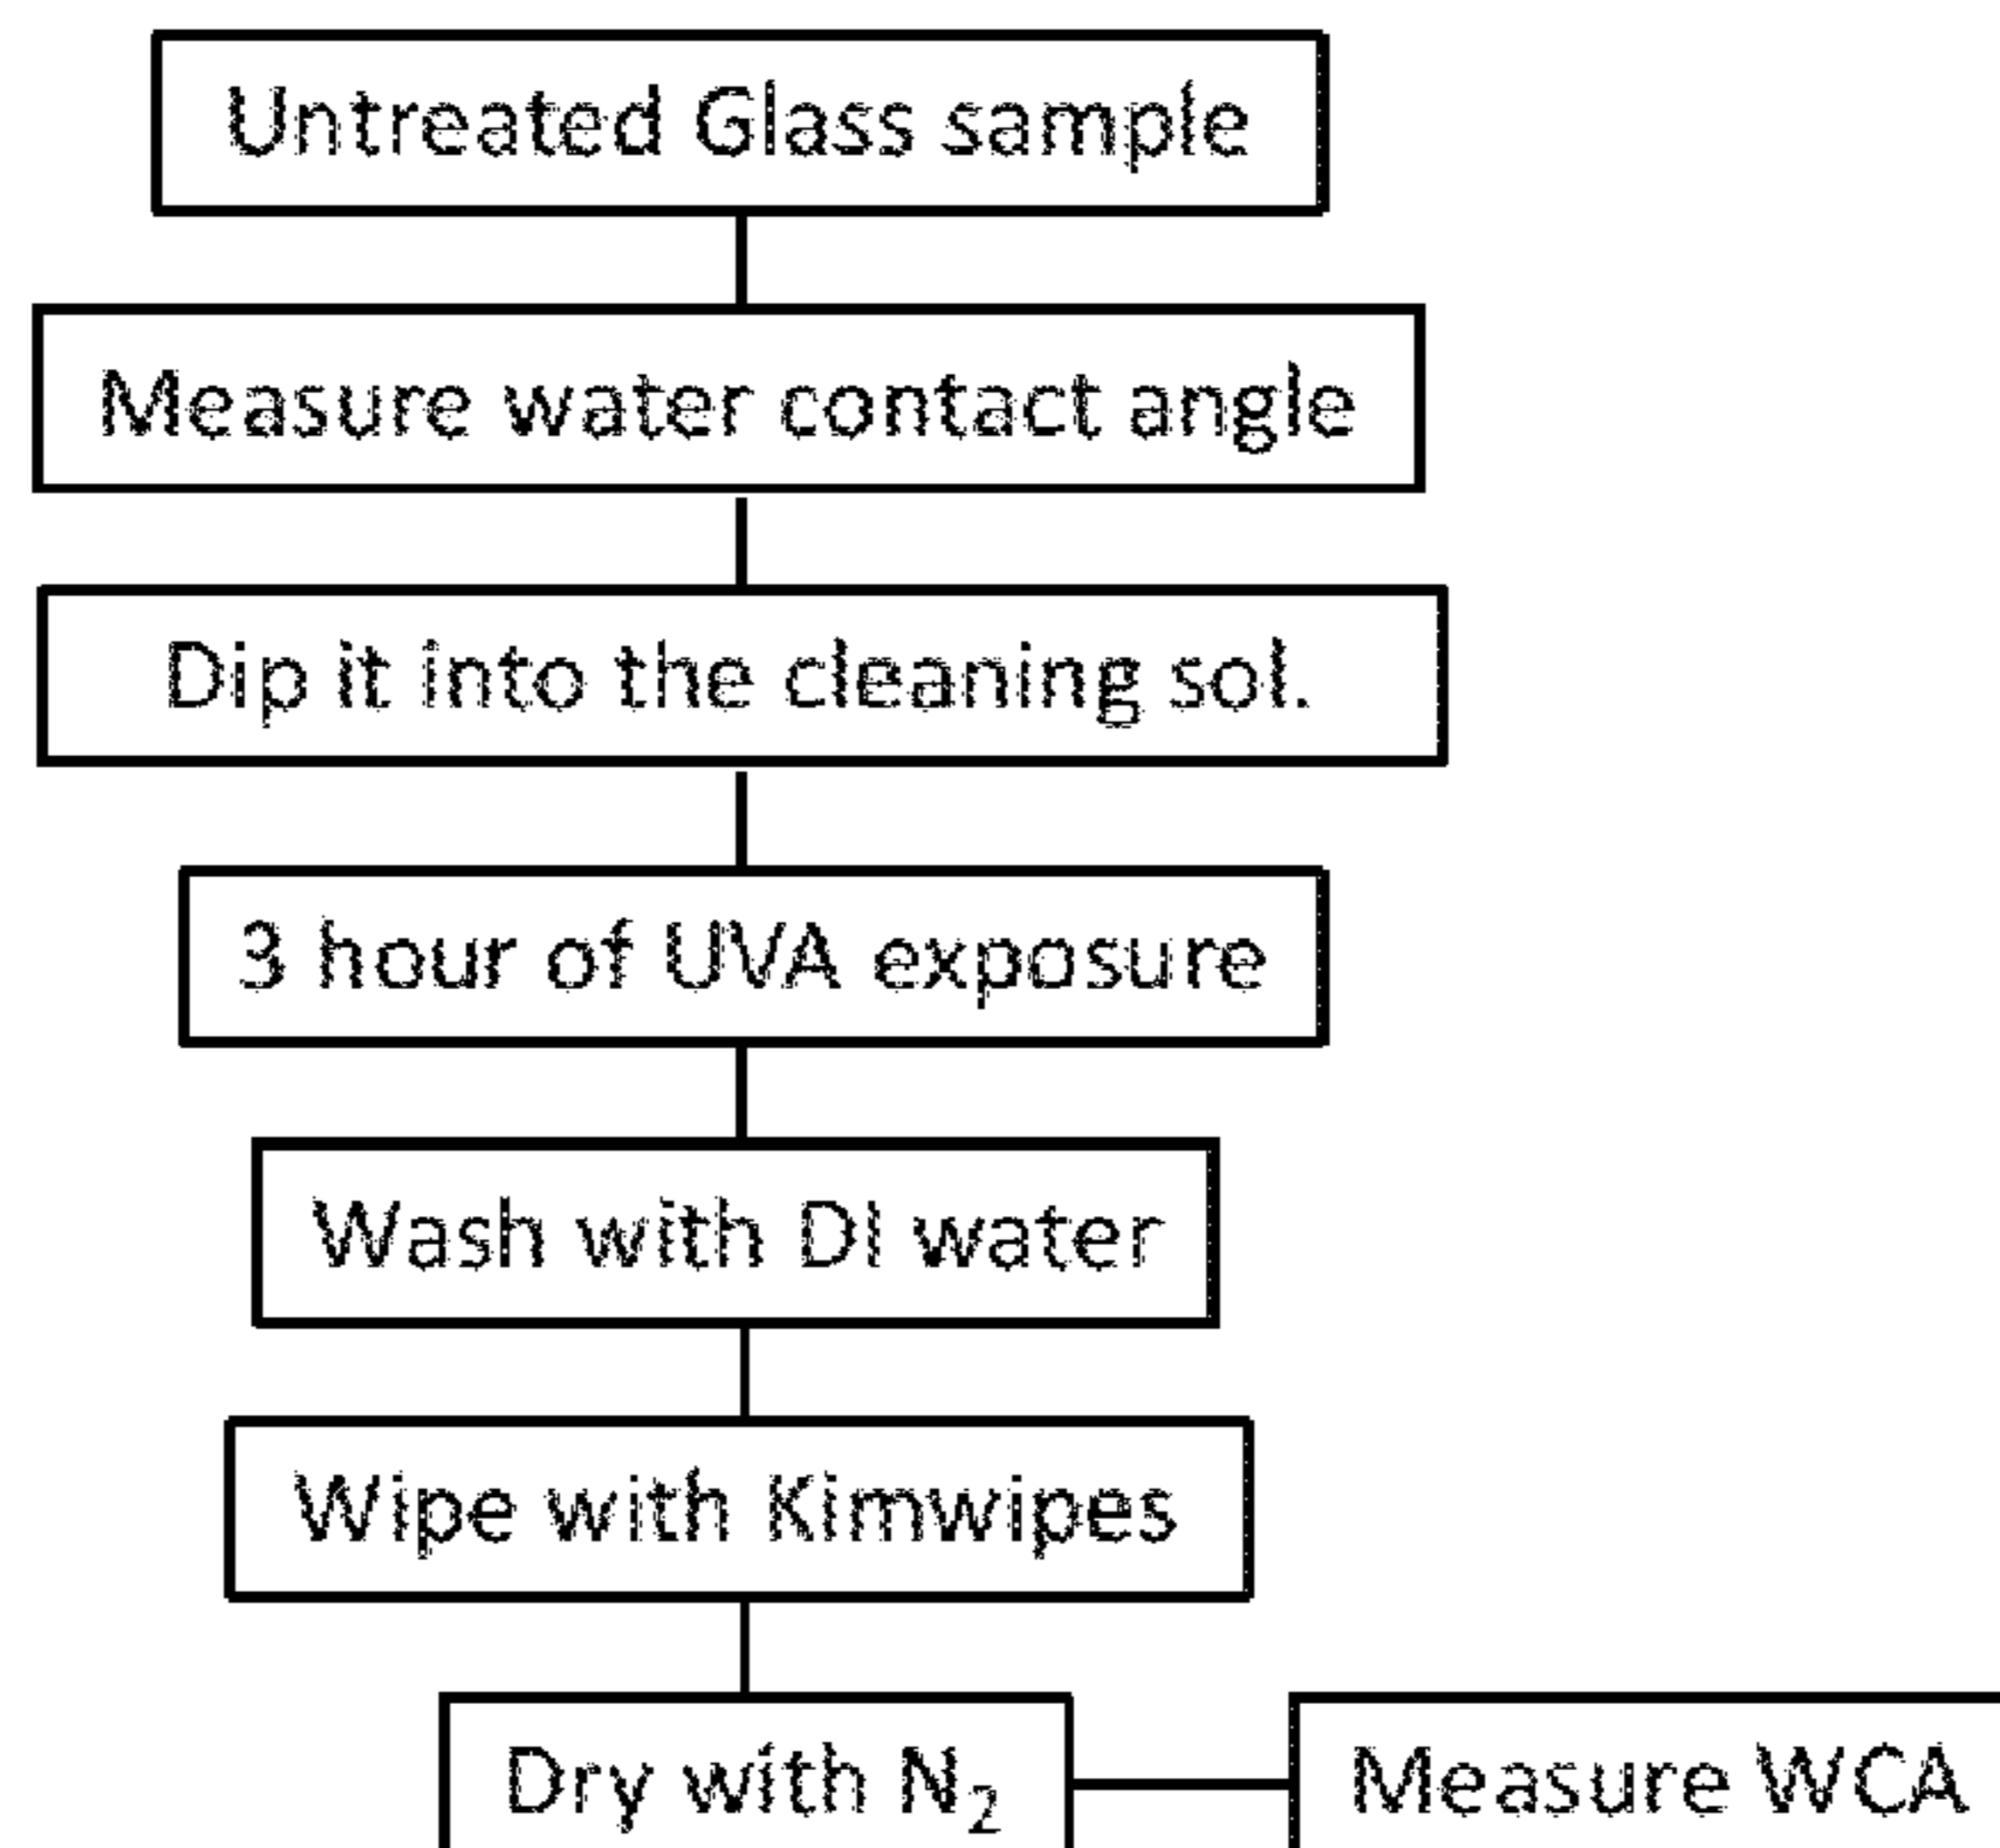 Untreated Glass sample
Measure water contact angle
Dip it into the cleaning sol.
3 hour of UVA exposure
Wash with DI water
Wipe with Kimwipes
Dry with N₂
Measure WCA